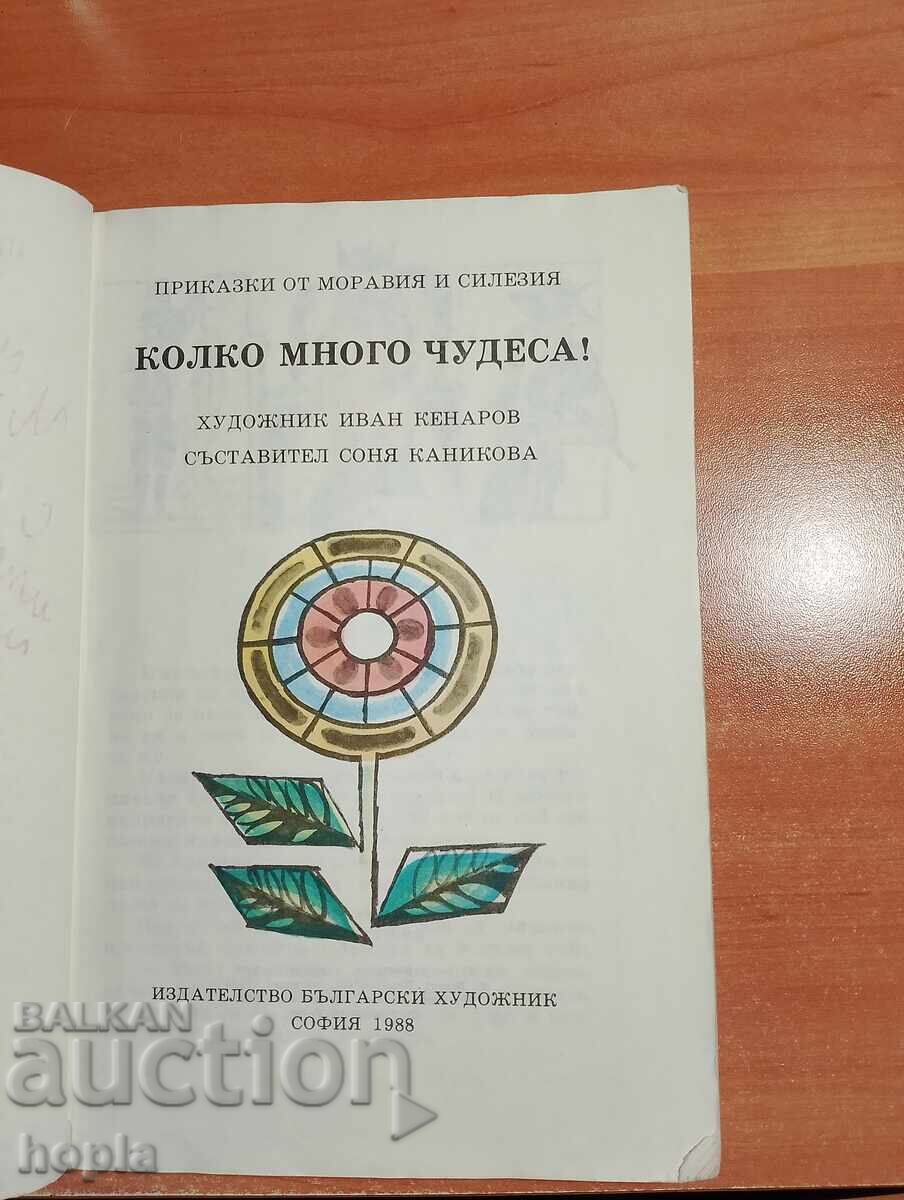 ПРИКАЗКИ ОТ МОРАВИЯ И СИЛЕЗИЯ
КОЛКО МНОГО ЧУДЕСА!
ХУДОЖНИК ИВАН КЕНАРОВ
СЪСТАВИТЕЛ СОНЯ КАНИКОВА
ИЗДАТЕЛСТВО БЪЛГАРСКИ ХУДОЖНИК
СОФИЯ 1988
BALKAN
auction
hopla